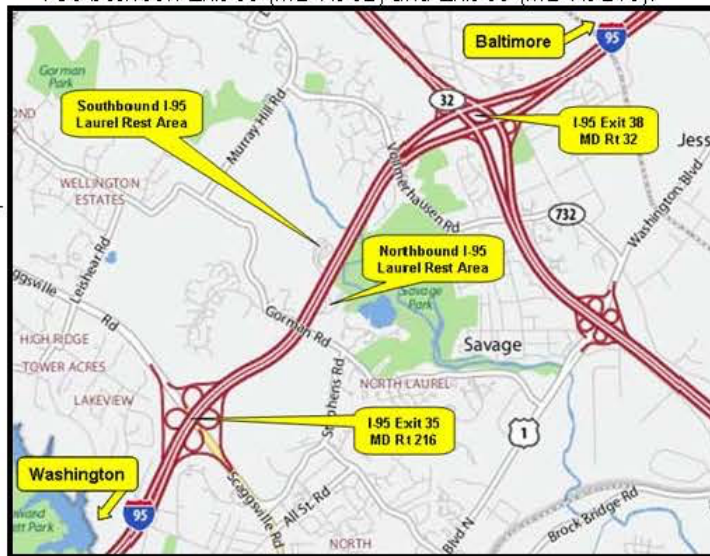 Baltimore
95
Gorman
Park
Southbound I-95
Laurel Rest Area
Murray Hill Rd
32
I-95 Exit 38
MD Rt 32
Vollmerhausen Rd
WELLINGTON
ESTATES
732
Washington Blvd
Leishear Rd
Northbound I-95
Laurel Rest Area
Savage
Park
Rd
Gorman Rd
HIGH RIDGE
TOWER ACRES
Savage
NORTH LAUREL
LAKEVIEW
Stephens Rd
I-95 Exit 35
MD Rt 216
1
Washington
95
Scaggsville Rd
All St. Rd
NORTH
Blvd N
Brock Bridge Rd